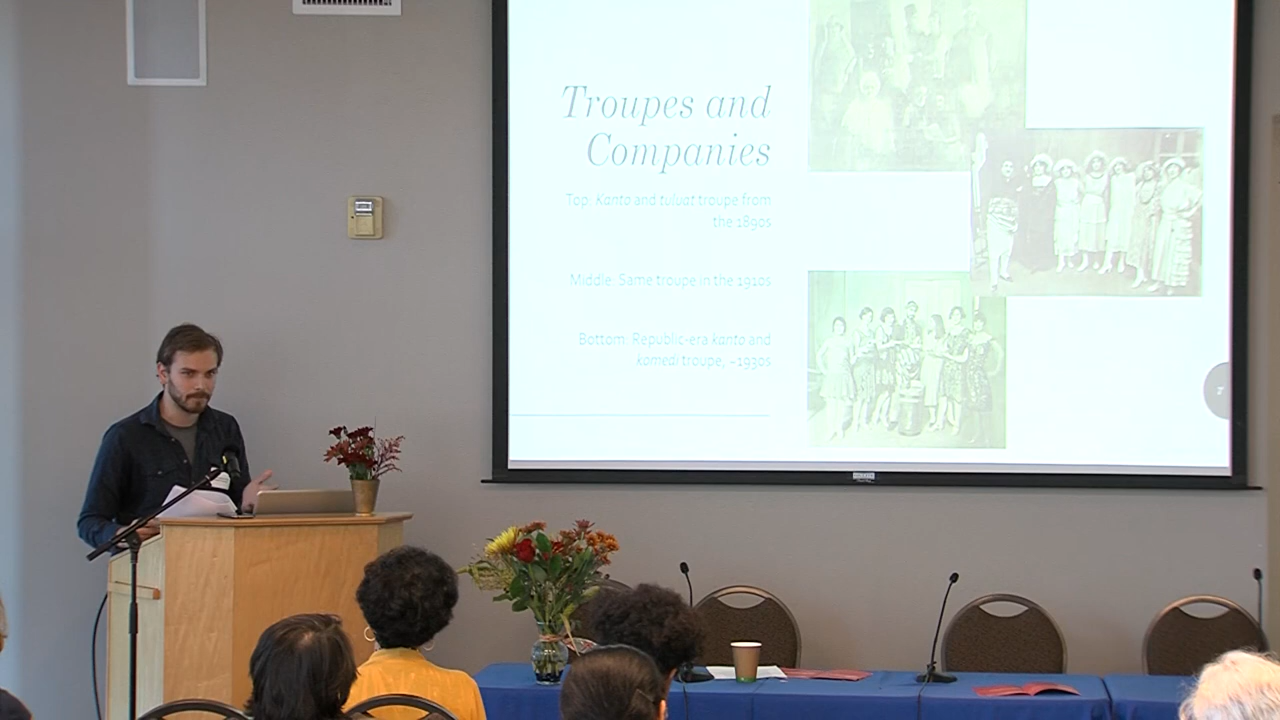 Troupes and
Companies
Top: Kanto and tuluat troupe from
the 1890s
Middle: Same troupe in the 1910s
Bottom: Republic-era kanto and
komedi troupe, ~1930s
7